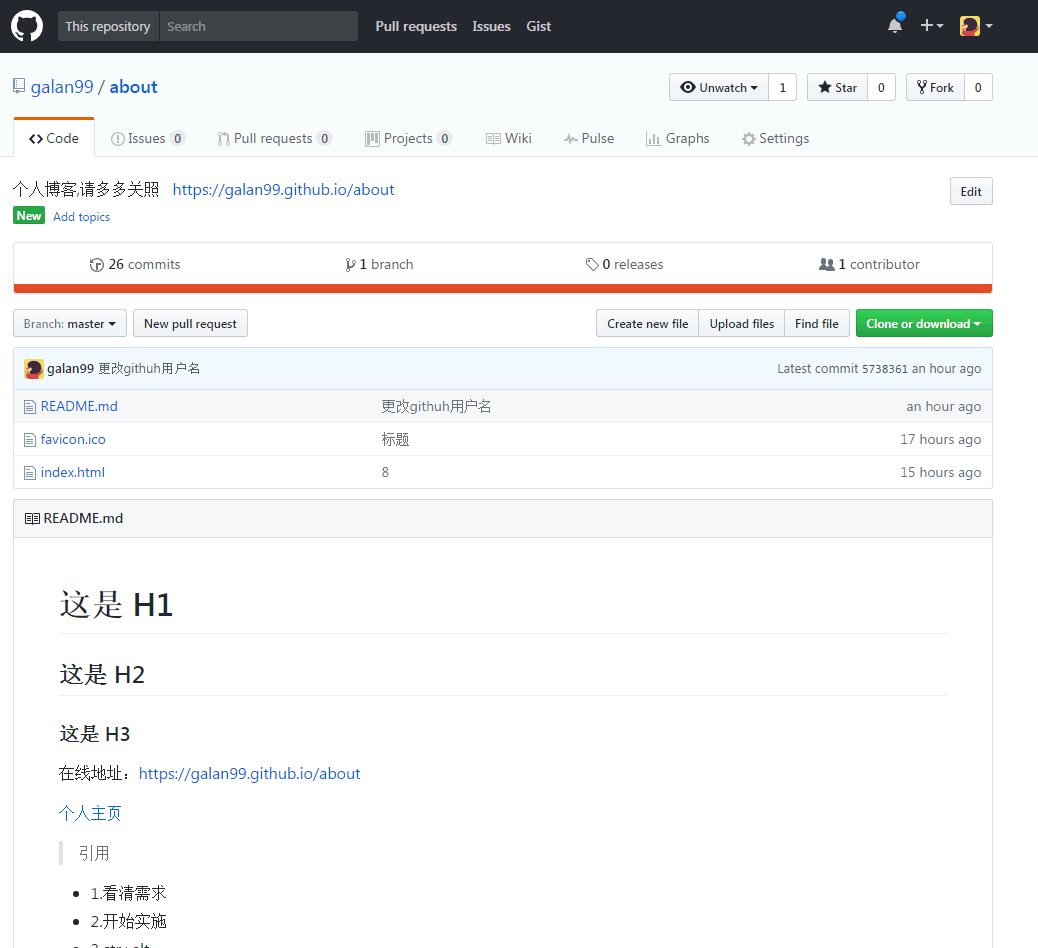 This repository Search Pull requests Issues Gist
galan99 / about Unwatch 1 Star 0 Fork 0
Code Issues 0 Pull requests 0 Projects 0 Wiki Pulse Graphs Settings
个人博客,请多多关照 https://galan99.github.io/about Edit
New Add topics
26 commits 1 branch 0 releases 1 contributor
Branch: master New pull request Create new file Upload files Find file Clone or download
galan99 更改githuh用户名 Latest commit 5738361 an hour ago
README.md 更改githuh用户名 an hour ago
favicon.ico 标题 17 hours ago
index.html 8 15 hours ago
README.md
这是 H1
这是 H2
这是 H3
在线地址：https://galan99.github.io/about
个人主页
引用
1.看清需求
2.开始实施